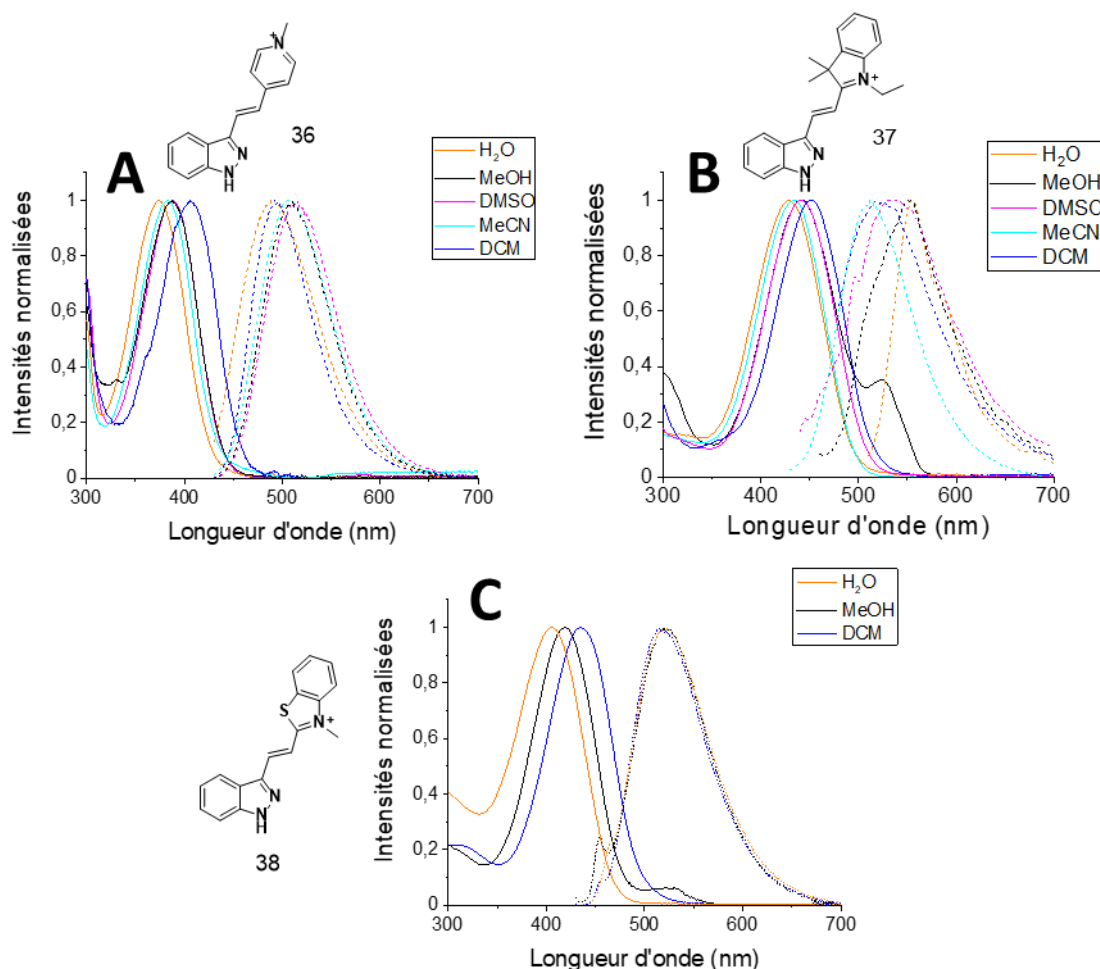 N+
N
NH
36
A
H2O
MeOH
DMSO
MeCN
DCM
Intensités normalisées
1
0,8
0,6
0,4
0,2
0
300 400 500 600 700
Longueur d'onde (nm)
N+
N
NH
37
B
H2O
MeOH
DMSO
MeCN
DCM
Intensités normalisées
1
0,8
0,6
0,4
0,2
0
300 400 500 600 700
Longueur d'onde (nm)
S
N+
N
NH
38
C
H2O
MeOH
DCM
Intensités normalisées
1
0,8
0,6
0,4
0,2
0
300 400 500 600 700
Longueur d'onde (nm)